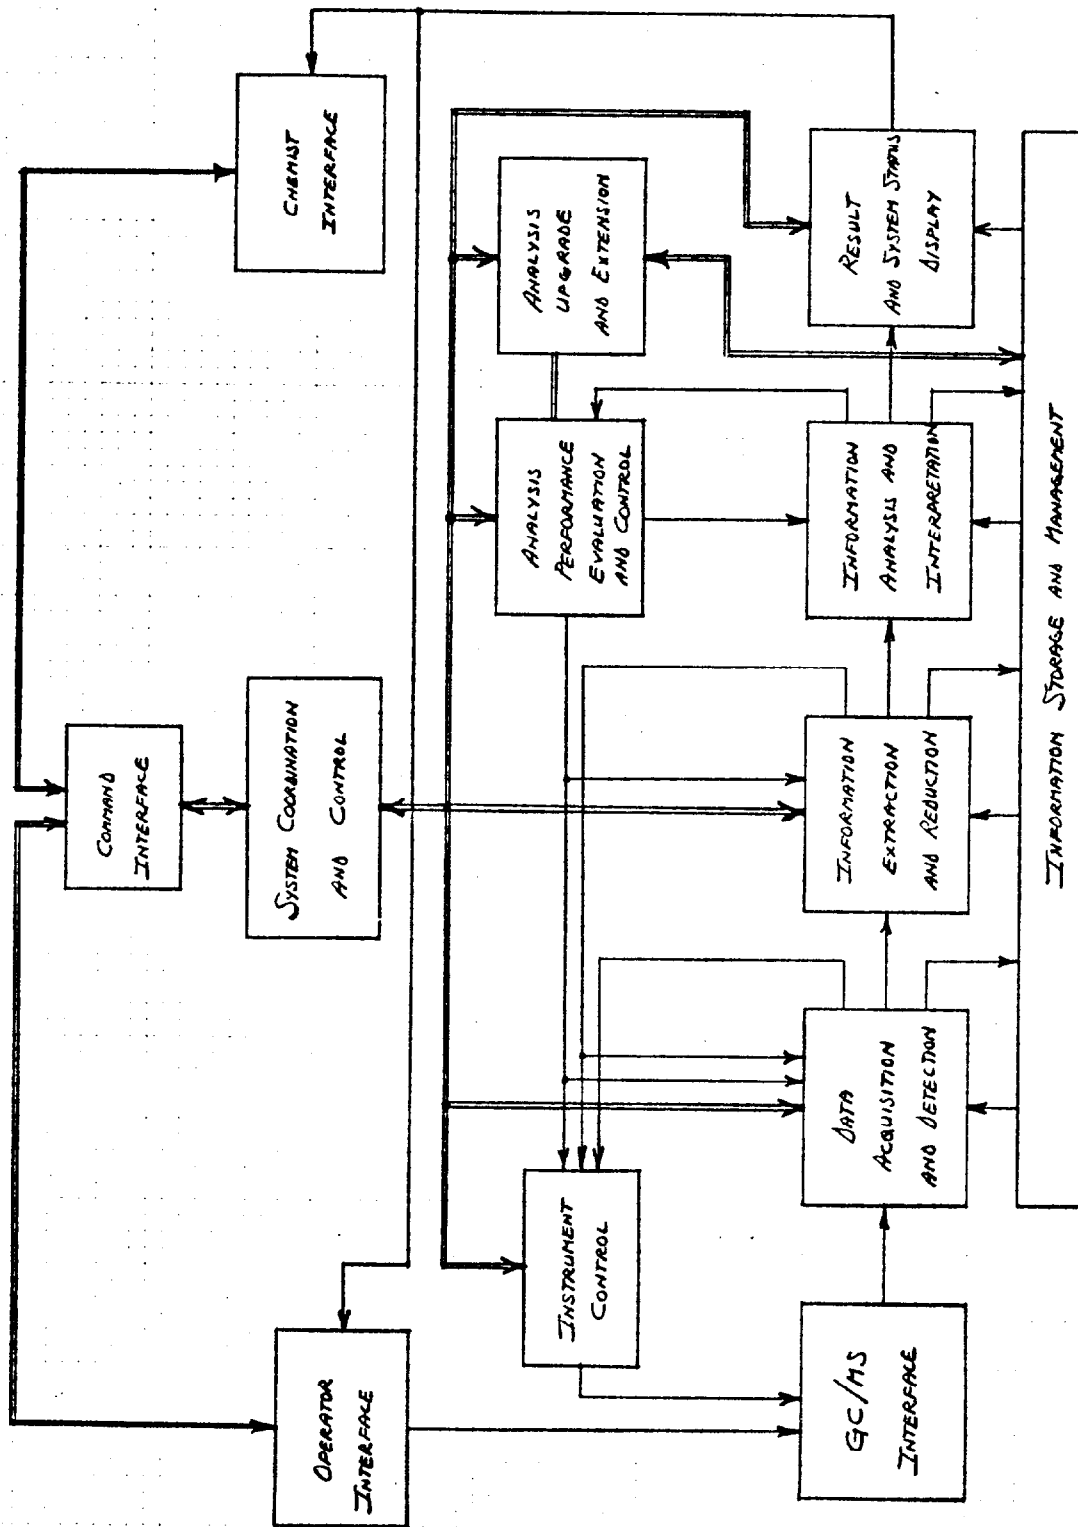 OPERATOR
INTERFACE
COMMAND
INTERFACE
CHEMIST
INTERFACE
SYSTEM COORDINATION
AND CONTROL
INSTRUMENT
CONTROL
ANALYSIS
PERFORMANCE
EVALUATION
AND CONTROL
ANALYSIS
UPGRADE
AND EXTENSION
GC/MS
INTERFACE
DATA
ACQUISITION
AND DETECTION
INFORMATION
EXTRACTION
AND REDUCTION
INFORMATION
ANALYSIS AND
INTERPRETATION
RESULT
AND SYSTEM STATUS
DISPLAY
INFORMATION STORAGE AND MANAGEMENT